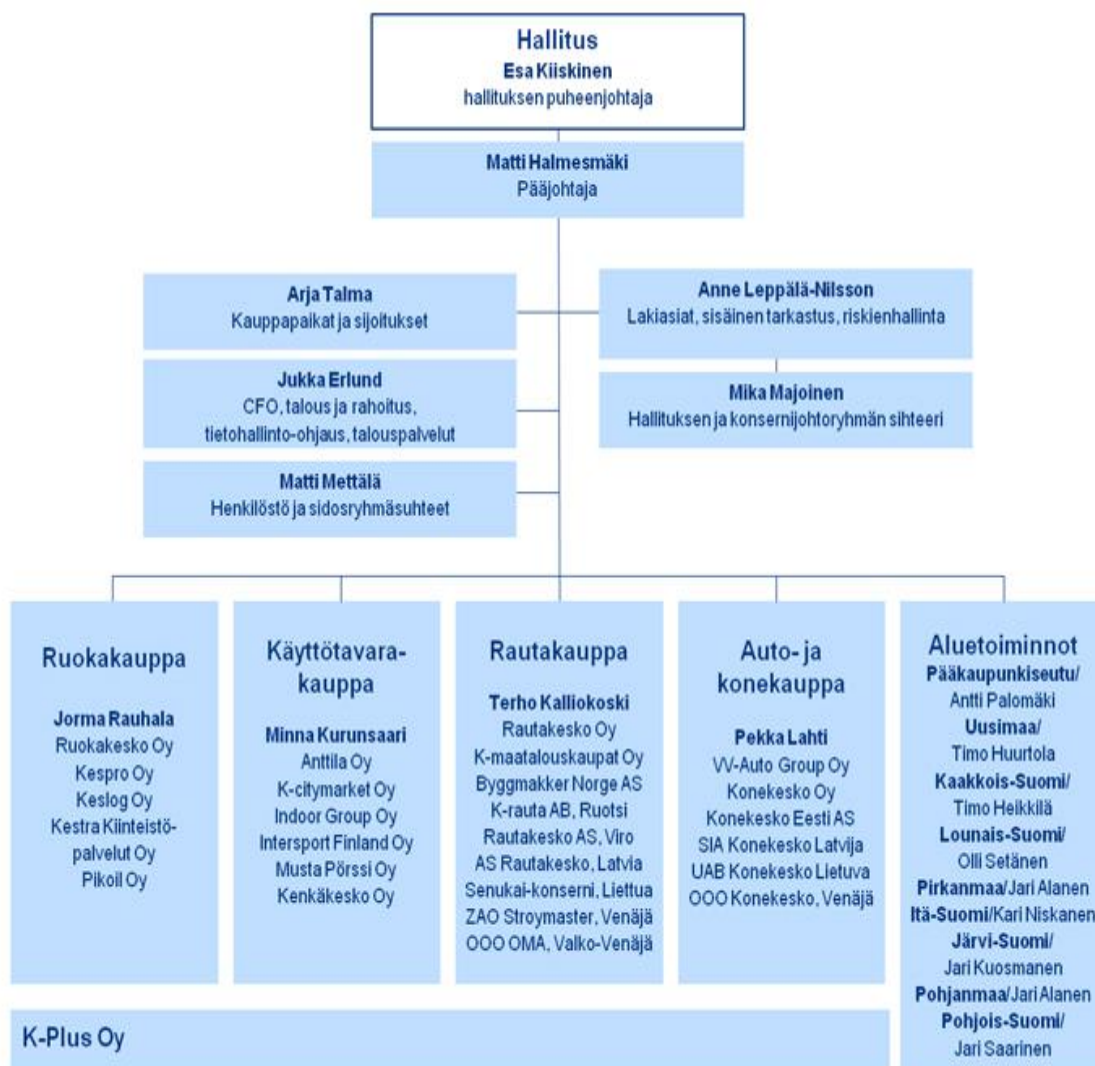 Hallitus
Esa Kiiskinen
hallituksen puheenjohtaja
Matti Halmesmäki
Pääjohtaja
Arja Talma
Kauppapaikat ja sijoitukset
Anne Leppälä-Nilsson
Lakiasiat, sisäinen tarkastus, riskienhallinta
Jukka Erlund
CFO, talous ja rahoitus,
tietohallinto-ohjaus, talouspalvelut
Mika Majoinen
Hallituksen ja konsernijohtoryhmän sihteeri
Matti Mettälä
Henkilöstö ja sidosryhmäsuhteet
Ruokakauppa
Jorma Rauhala
Ruokakesko Oy
Kespro Oy
Keslog Oy
Kestra Kiinteistö-
palvelut Oy
Pikoil Oy
Käyttötavara-
kauppa
Minna Kurunsaari
Anttila Oy
K-citymarket Oy
Indoor Group Oy
Intersport Finland Oy
Musta Pörssi Oy
Kenkäkesko Oy
Rautakauppa
Terho Kalliokoski
Rautakesko Oy
K-maatalouskaupat Oy
Byggmakker Norge AS
K-rauta AB, Ruotsi
Rautakesko AS, Viro
AS Rautakesko, Latvia
Senukai-konserni, Liettua
ZAO Stroymaster, Venäjä
OOO OMA, Valko-Venäjä
Auto- ja
konekauppa
Pekka Lahti
VV-Auto Group Oy
Konekesko Oy
Konekesko Eesti AS
SIA Konekesko Latvija
UAB Konekesko Lietuva
OOO Konekesko, Venäjä
Aluetoiminnot
Pääkaupunkiseutu/
Antti Palomäki
Uusimaa/
Timo Huurtola
Kaakkois-Suomi/
Timo Heikkilä
Lounais-Suomi/
Olli Setänen
Pirkanmaa/Jari Alanen
Itä-Suomi/Kari Niskanen
Järvi-Suomi/
Jari Kuosmanen
Pohjanmaa/Jari Alanen
Pohjois-Suomi/
Jari Saarinen
K-Plus Oy